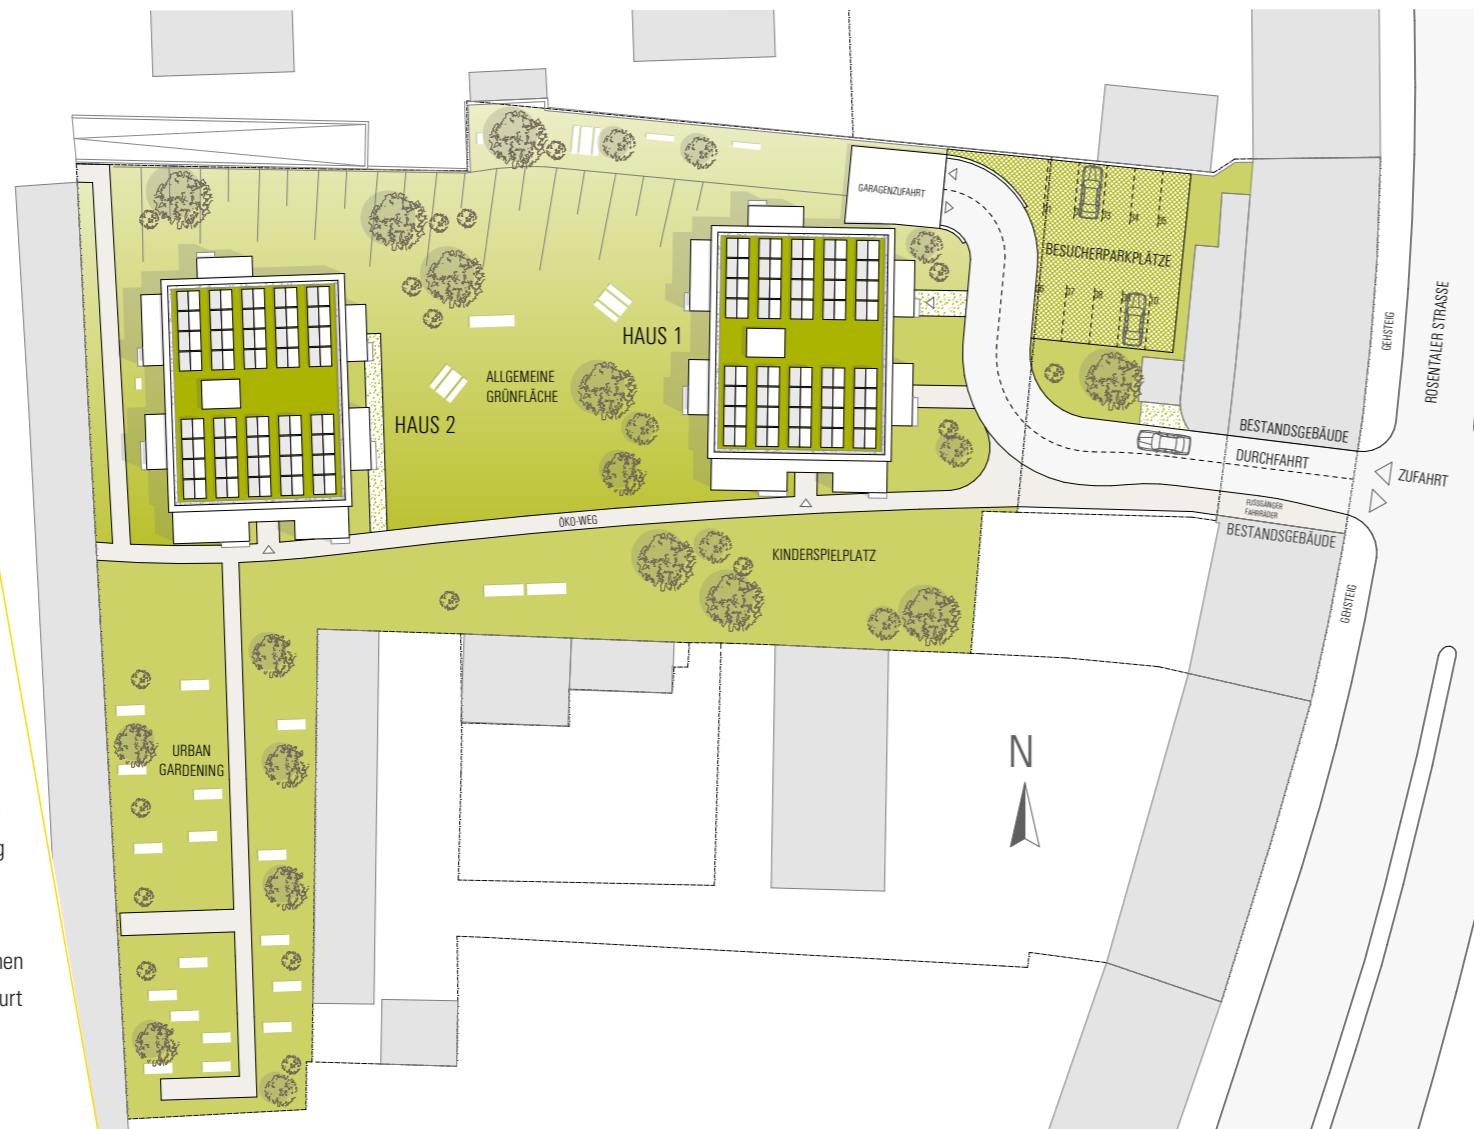 GARAGENZUFAHRT
BESUCHERPARKPLÄTZE
HAUS 1
ALLGEMEINE
GRÜNFLÄCHE
HAUS 2
ÖKO-WEG
KINDERSPIELPLATZ
GEHSTEIG
ROSENTALER STRASSE
BESTANDSGEBÄUDE
DURCHFAHRT
ZUFAHRT
FUSSGÄNGER
FAHRRÄDER
BESTANDSGEBÄUDE
GEHSTEIG
URBAN
GARDENING
N
g
nen
urt